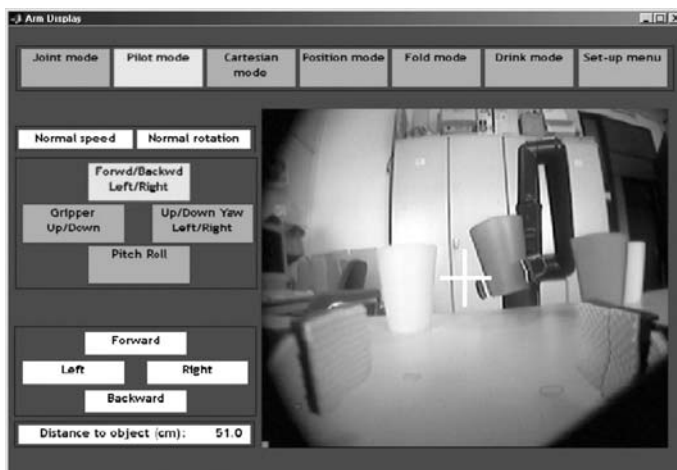 Arm Display
Joint mode
Pilot mode
Cartesian
mode
Position mode
Fold mode
Drink mode
Set-up menu
Normal speed
Normal rotation
Forwd/Backwd
Left/Right
Gripper
Up/Down
Up/Down Yaw
Left/Right
Pitch Roll
Forward
Left
Right
Backward
Distance to object (cm): 51.0